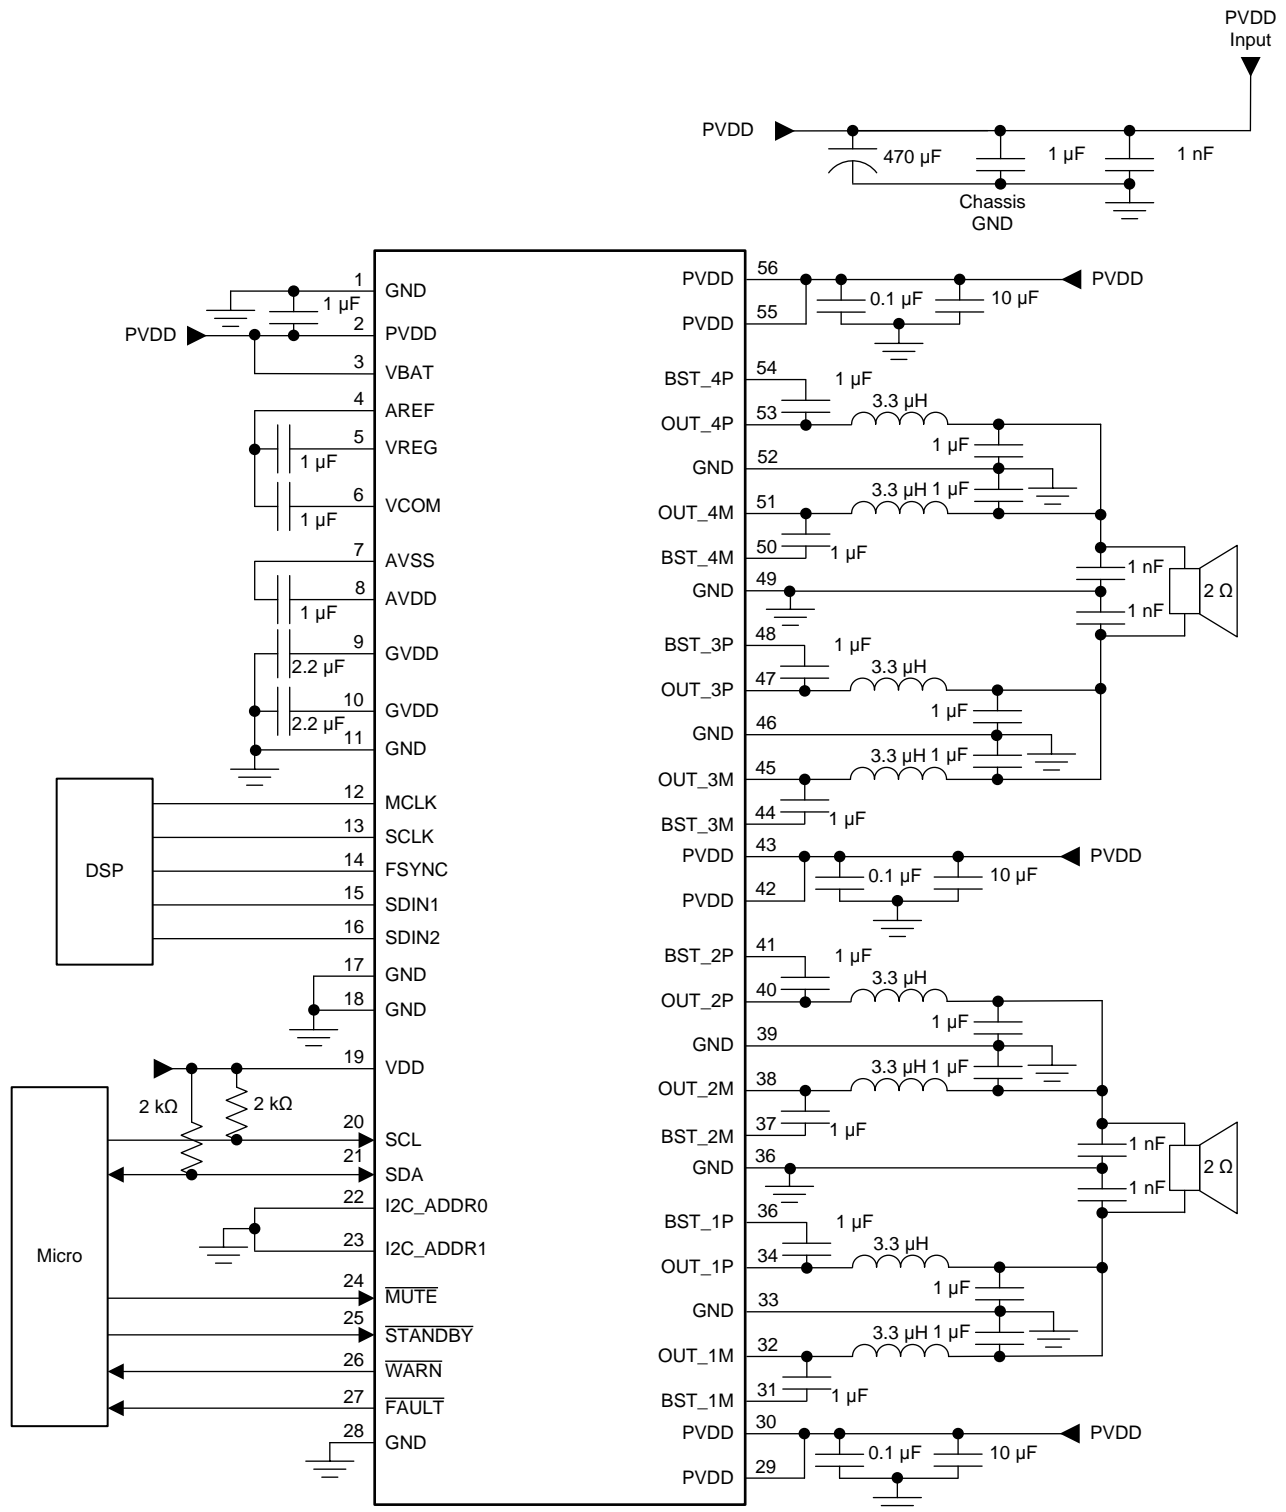 PVDD
Input
PVDD
470 µF
1 µF
1 nF
Chassis
GND
1
GND
1 µF
PVDD
2
PVDD
3
VBAT
4
AREF
5
VREG
1 µF
6
VCOM
1 µF
7
AVSS
8
AVDD
1 µF
9
GVDD
2.2 µF
10
GVDD
2.2 µF
11
GND
DSP
12
MCLK
13
SCLK
14
FSYNC
15
SDIN1
16
SDIN2
17
GND
18
GND
19
VDD
2 kΩ
2 kΩ
Micro
20
SCL
21
SDA
22
I2C_ADDR0
23
I2C_ADDR1
24
MUTE
25
STANDBY
26
WARN
27
FAULT
28
GND
PVDD
56
PVDD
0.1 µF
10 µF
PVDD
55
BST_4P
54
1 µF
3.3 µH
OUT_4P
53
1 µF
GND
52
3.3 µH
1 µF
OUT_4M
51
BST_4M
50
1 µF
GND
49
1 nF
2 Ω
1 nF
BST_3P
48
1 µF
3.3 µH
OUT_3P
47
1 µF
GND
46
3.3 µH
1 µF
OUT_3M
45
BST_3M
44
1 µF
PVDD
43
PVDD
0.1 µF
10 µF
PVDD
42
BST_2P
41
1 µF
3.3 µH
OUT_2P
40
1 µF
GND
39
3.3 µH
1 µF
OUT_2M
38
BST_2M
37
1 µF
GND
36
1 nF
2 Ω
1 nF
BST_1P
36
1 µF
3.3 µH
OUT_1P
34
1 µF
GND
33
3.3 µH
1 µF
OUT_1M
32
BST_1M
31
1 µF
PVDD
30
PVDD
0.1 µF
10 µF
PVDD
29